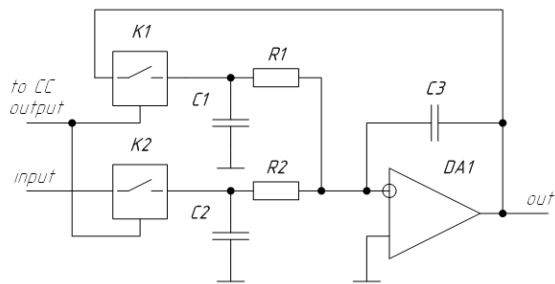 K1
R1
to CC
output
C1
C3
K2
R2
DA1
input
out
C2